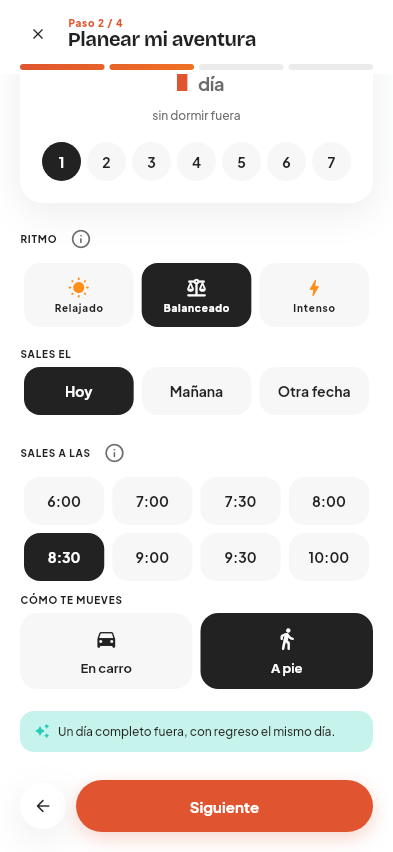 Paso 2 / 4
Planear mi aventura
día
sin dormir fuera
1 2 3 4 5 6 7
RITMO
Relajado Balanceado Intenso
SALES EL
Hoy Mañana Otra fecha
SALES A LAS
6:00 7:00 7:30 8:00
8:30 9:00 9:30 10:00
CÓMO TE MUEVES
En carro A pie
Un día completo fuera, con regreso el mismo día.
Siguiente